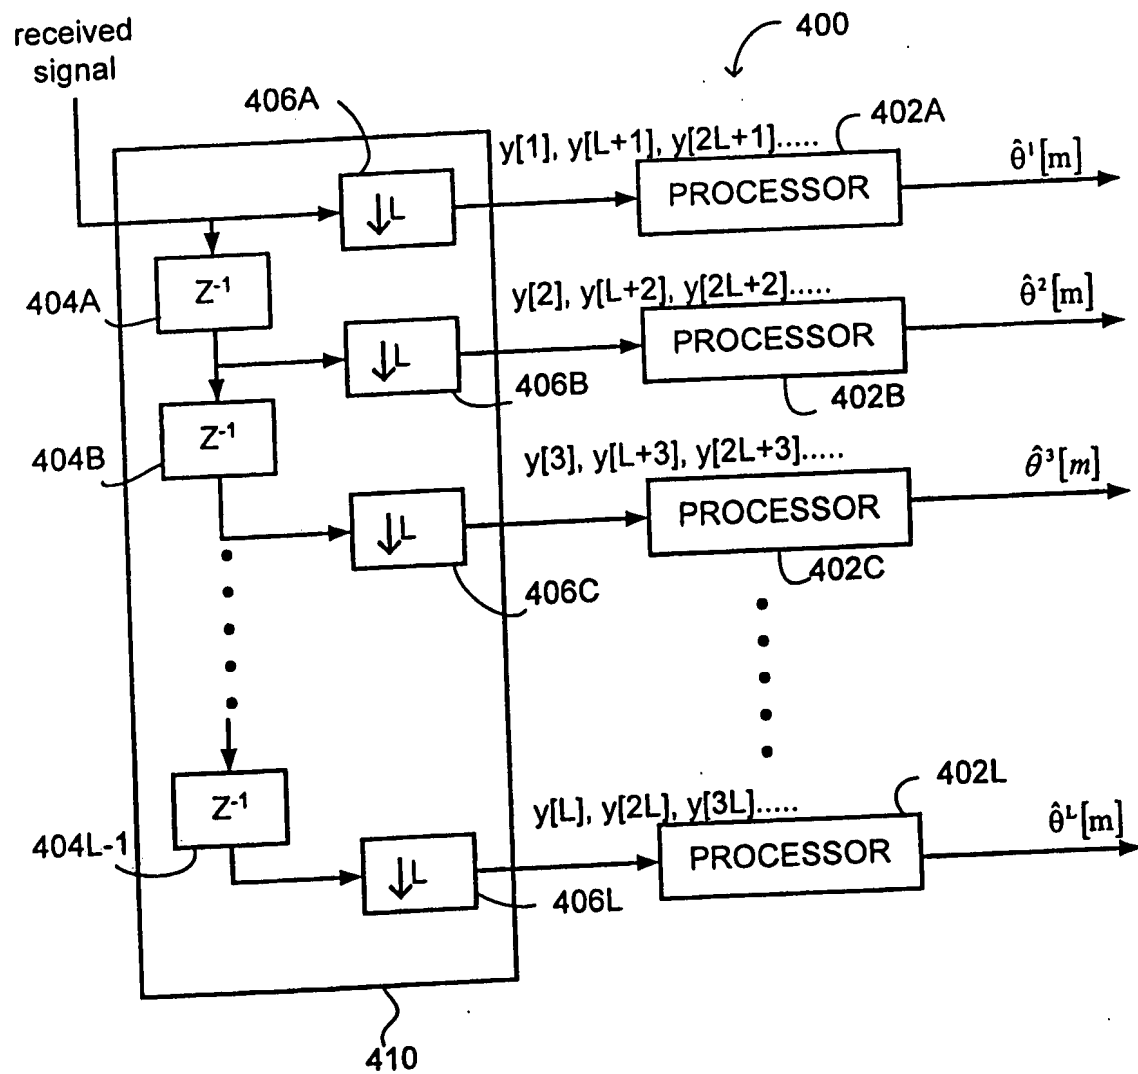 received
signal
400
406A
402A
y[1], y[L+1], y[2L+1].....
↓L
PROCESSOR
θ̂¹[m]
404A
Z⁻¹
y[2], y[L+2], y[2L+2].....
↓L
PROCESSOR
θ̂²[m]
406B
402B
404B
Z⁻¹
y[3], y[L+3], y[2L+3].....
↓L
PROCESSOR
θ̂³[m]
406C
402C
404L-1
Z⁻¹
y[L], y[2L], y[3L].....
402L
↓L
PROCESSOR
θ̂ᴸ[m]
406L
410